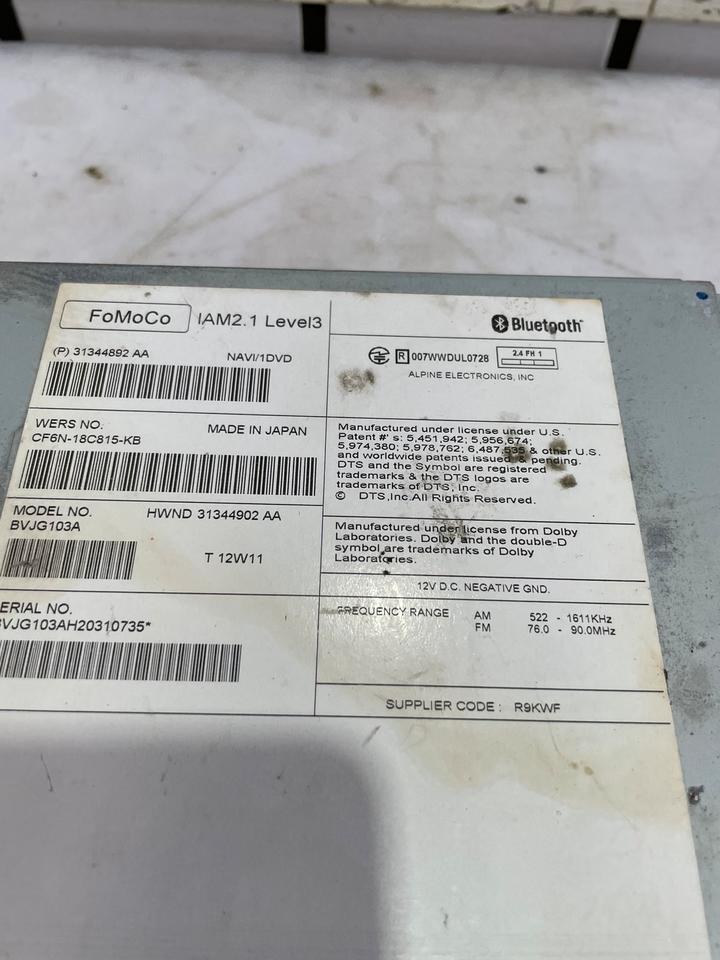 FoMoCo IAM2.1 Level3
(P) 31344892 AA NAVI/1DVD
WERS NO. MADE IN JAPAN
CF6N-18C815-KB
MODEL NO. HWND 31344902 AA
BVJG103A
T 12W11
ERIAL NO.
BVJG103AH20310735*
Bluetooth
R 007WWDUL0728 2.4 FH 1
ALPINE ELECTRONICS, INC
Manufactured under license under U.S.
Patent #' s: 5,451,942; 5,956,674;
5,974,380; 5,978,762; 6,487,535 & other U.S.
and worldwide patents issued & pending.
DTS and the Symbol are registered
trademarks & the DTS logos are
trademarks of DTS, Inc.
© DTS,Inc.All Rights Reserved.
Manufactured under license from Dolby
Laboratories. Dolby and the double-D
symbol are trademarks of Dolby
Laboratories.
12V D.C. NEGATIVE GND.
FREQUENCY RANGE AM 522 - 1611KHz
FM 76.0 - 90.0MHz
SUPPLIER CODE : R9KWF